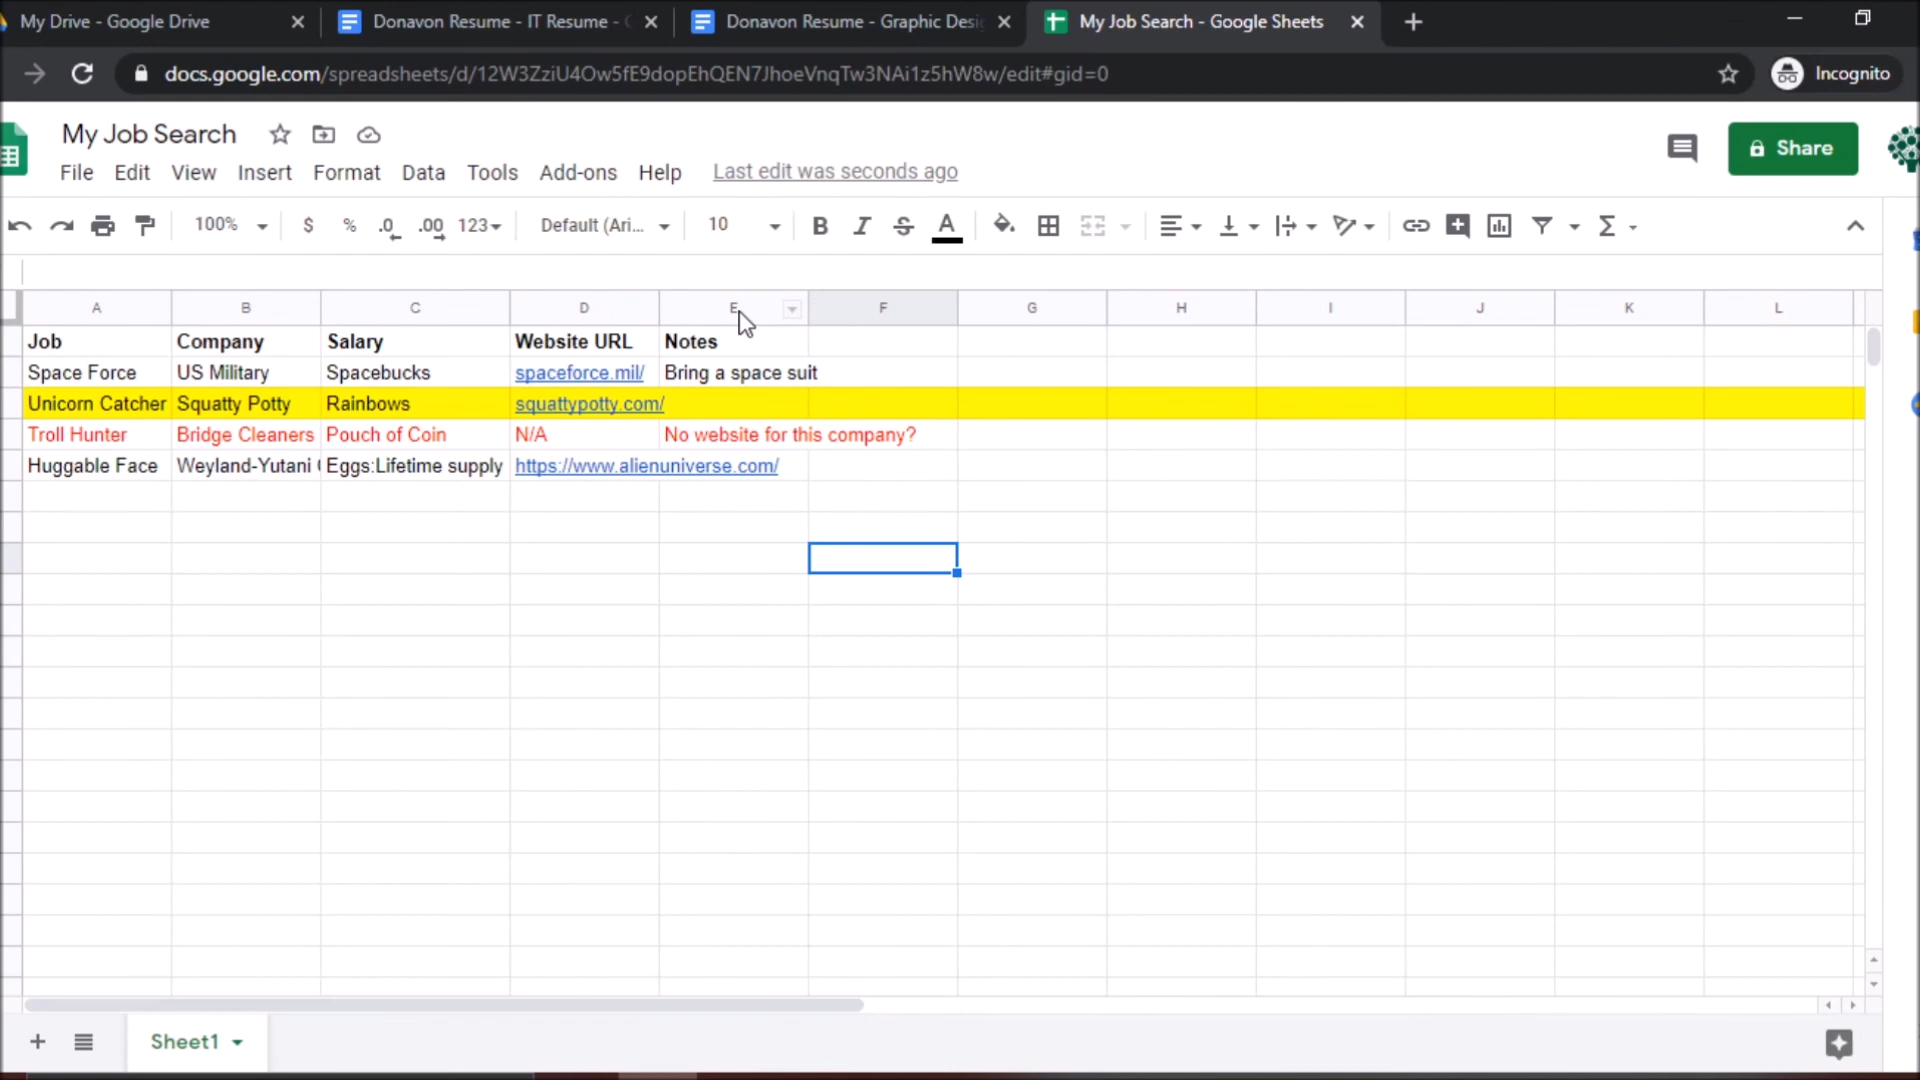 My Drive - Google Drive
Donavon Resume - IT Resume -
Donavon Resume - Graphic Desi
My Job Search - Google Sheets
docs.google.com/spreadsheets/d/12W3ZziU4Ow5fE9dopEhQEN7JhoeVnqTw3NAi1z5hW8w/edit#gid=0
Incognito
My Job Search
Share
File Edit View Insert Format Data Tools Add-ons Help Last edit was seconds ago
100% $ % .0 .00 123 Default (Ari... 10 B I S A
A B C D E F G H I J K L
Job Company Salary Website URL Notes
Space Force US Military Spacebucks spaceforce.mil/ Bring a space suit
Unicorn Catcher Squatty Potty Rainbows squattypotty.com/
Troll Hunter Bridge Cleaners Pouch of Coin N/A No website for this company?
Huggable Face Weyland-Yutani Eggs:Lifetime supply https://www.alienuniverse.com/
Sheet1